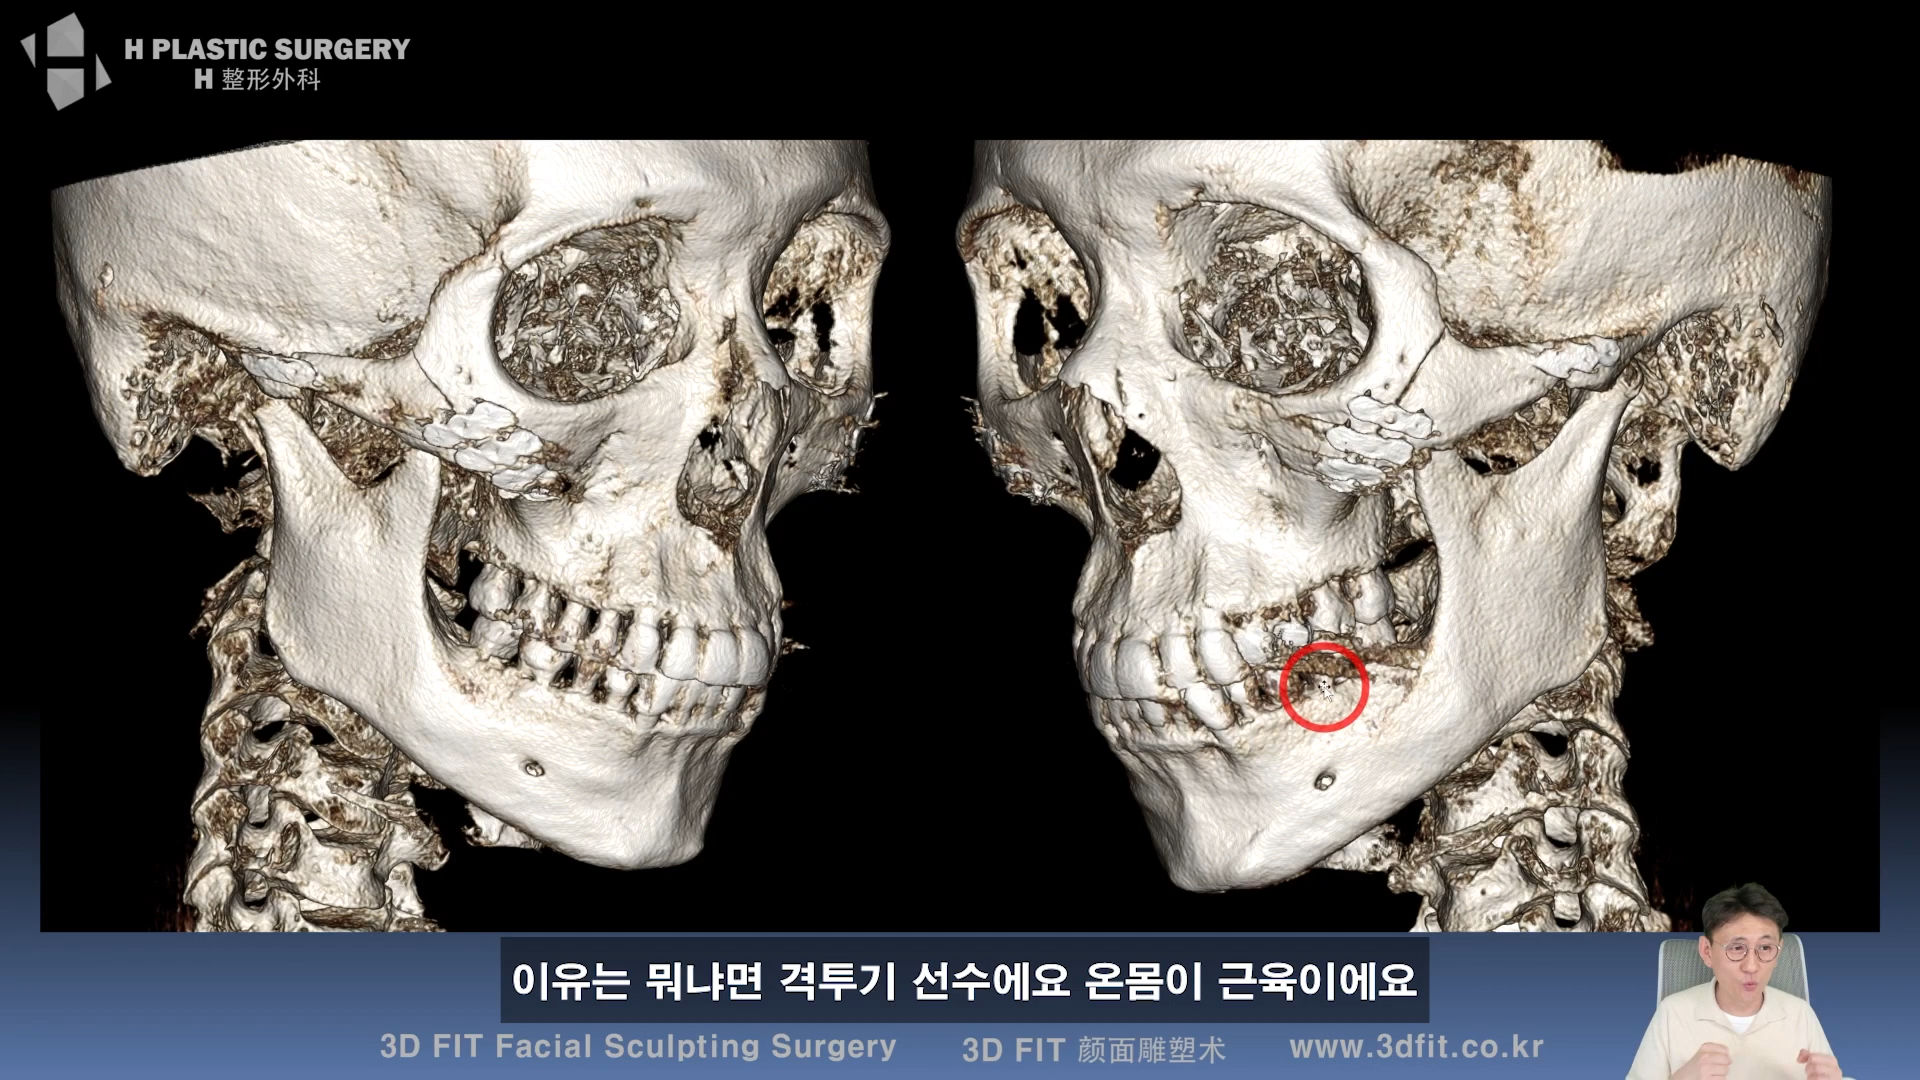 H PLASTIC SURGERY
H 整形外科
이유는 뭐냐면 격투기 선수에요 온몸이 근육이에요
3D FIT Facial Sculpting Surgery
3D FIT 颜面雕塑术
www.3dfit.co.kr